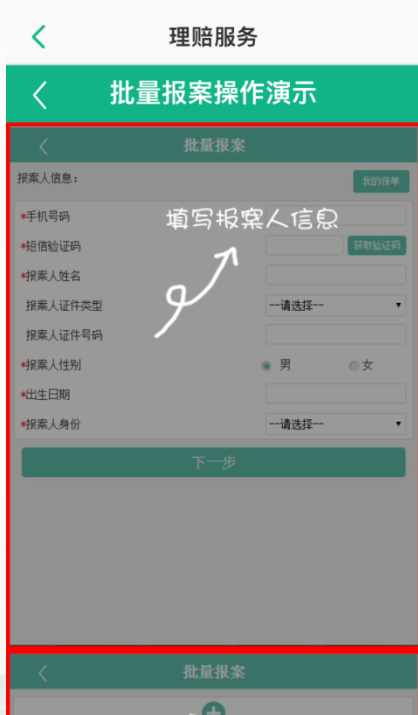 理赔服务
批量报案操作演示
批量报案
报案人信息：
我的保单
*手机号码
填写报案人信息
*短信验证码
获取验证码
*报案人姓名
报案人证件类型
--请选择--
报案人证件号码
*报案人性别
男
女
*出生日期
*报案人身份
--请选择--
下一步
批量报案